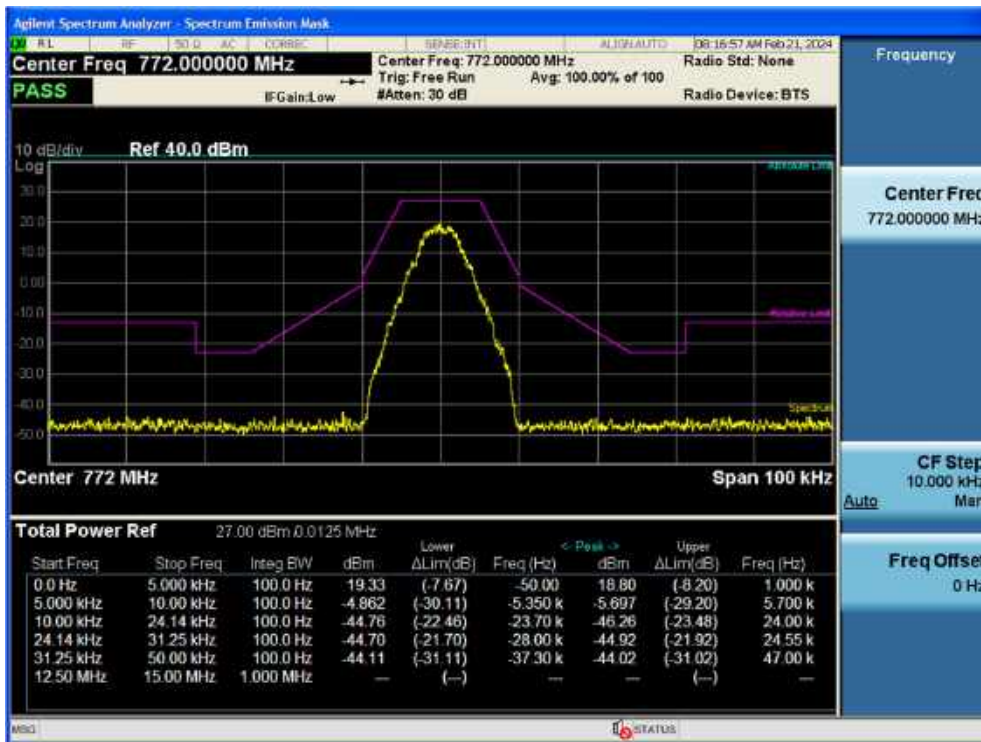 Agilent Spectrum Analyzer - Spectrum Emission Mask
RL RF 50 Ω AC CORREC SENSE:INT ALIGN AUTO 08:16:57 AM Feb 21, 2024
Center Freq 772.000000 MHz
Center Freq: 772.000000 MHz
Radio Std: None
Trig: Free Run Avg: 100.00% of 100
PASS
IFGain:Low
#Atten: 30 dB
Radio Device: BTS
10 dB/div Ref 40.0 dBm
Log
Absolute Limit
30.0
20.0
10.0
0.00
-10.0
Relative Limit
-20.0
-30.0
-40.0
Spectrum
-50.0
Center 772 MHz Span 100 kHz
Total Power Ref 27.00 dBm / 0.0125 MHz
Lower <- Peak -> Upper
Start Freq Stop Freq Integ BW dBm ΔLim(dB) Freq (Hz) dBm ΔLim(dB) Freq (Hz)
0.0 Hz 5.000 kHz 100.0 Hz 19.33 (-7.67) -50.00 18.80 (-8.20) 1.000 k
5.000 kHz 10.00 kHz 100.0 Hz -4.862 (-30.11) -5.350 k -5.697 (-29.20) 5.700 k
10.00 kHz 24.14 kHz 100.0 Hz -44.76 (-22.46) -23.70 k -46.26 (-23.48) 24.00 k
24.14 kHz 31.25 kHz 100.0 Hz -44.70 (-21.70) -28.00 k -44.92 (-21.92) 24.55 k
31.25 kHz 50.00 kHz 100.0 Hz -44.11 (-31.11) -37.30 k -44.02 (-31.02) 47.00 k
12.50 MHz 15.00 MHz 1.000 MHz --- (---) --- --- (---) ---
MSG STATUS
Frequency
Center Freq
772.000000 MHz
CF Step
10.000 kHz
Auto Man
Freq Offset
0 Hz